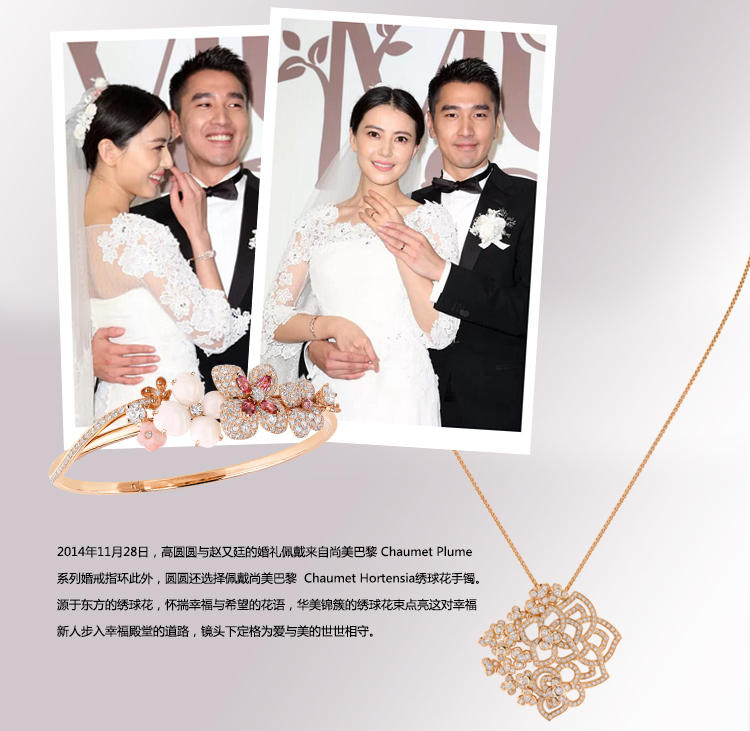 2014年11月28日，高圆圆与赵又廷的婚礼佩戴来自尚美巴黎 Chaumet Plume
系列婚戒指环此外，圆圆还选择佩戴尚美巴黎 Chaumet Hortensia绣球花手镯。
源于东方的绣球花，怀揣幸福与希望的花语，华美锦簇的绣球花束点亮这对幸福
新人步入幸福殿堂的道路，镜头下定格为爱与美的世世相守。